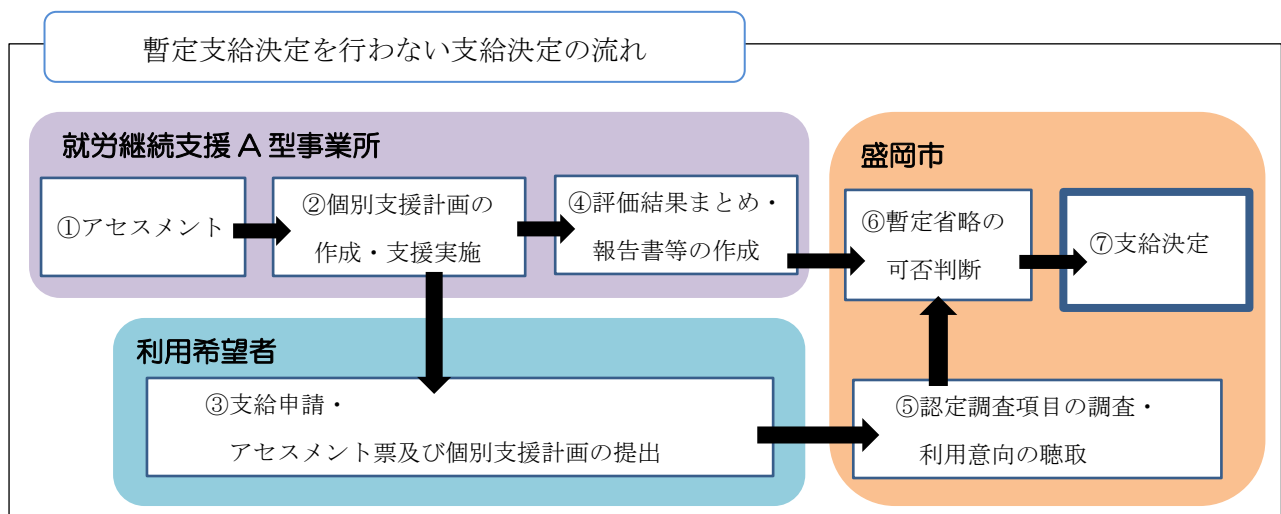 暫定支給決定を行わない支給決定の流れ
就労継続支援A型事業所
①アセスメント
②個別支援計画の
作成・支援実施
④評価結果まとめ・
報告書等の作成
利用希望者
③支給申請・
アセスメント票及び個別支援計画の提出
盛岡市
⑥暫定省略の
可否判断
⑦支給決定
⑤認定調査項目の調査・
利用意向の聴取